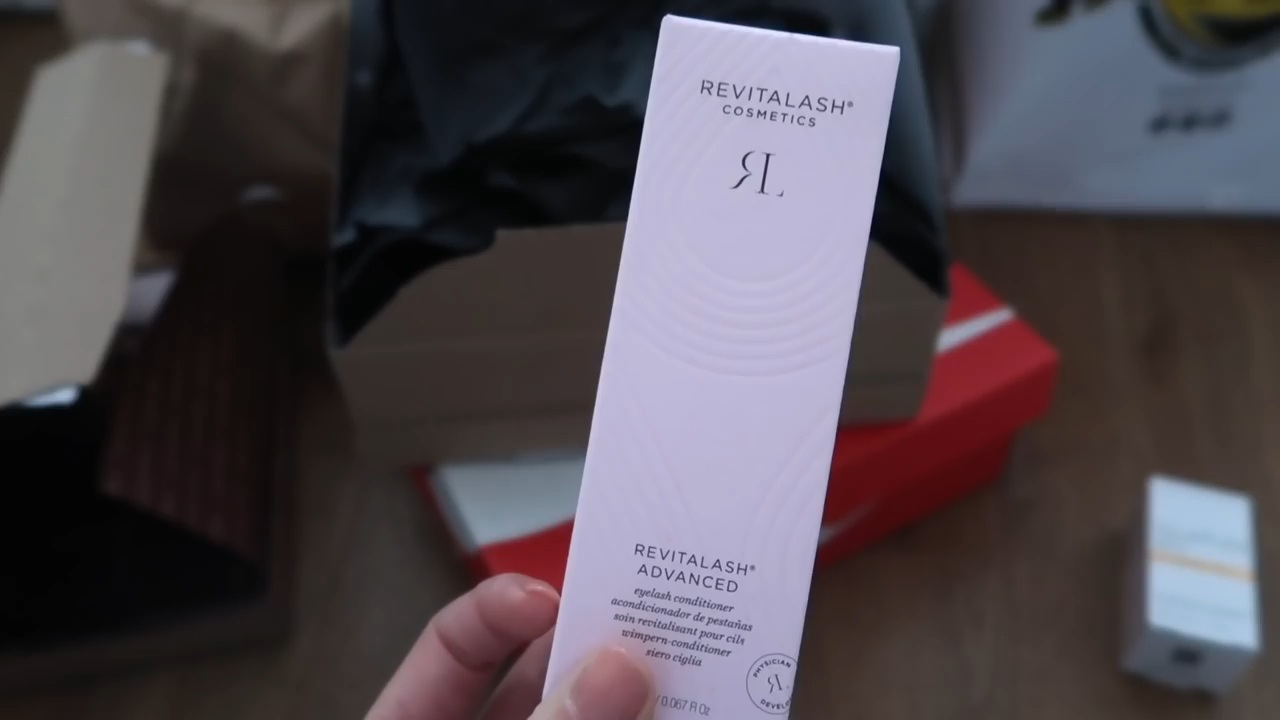 REVITALASH®
COSMETICS
RL
REVITALASH®
ADVANCED
eyelash conditioner
acondicionador de pestañas
soin revitalisant pour cils
wimpern-conditioner
siero ciglia
/ 0.067 Fl Oz
PHYSICIAN